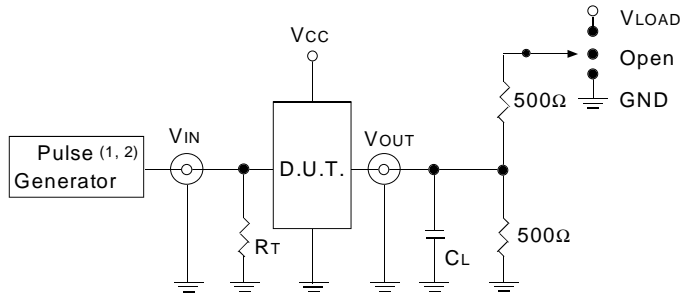 VLOAD
VCC
Open
500Ω
GND
VIN
VOUT
Pulse (1, 2)
Generator
D.U.T.
RT
CL
500Ω